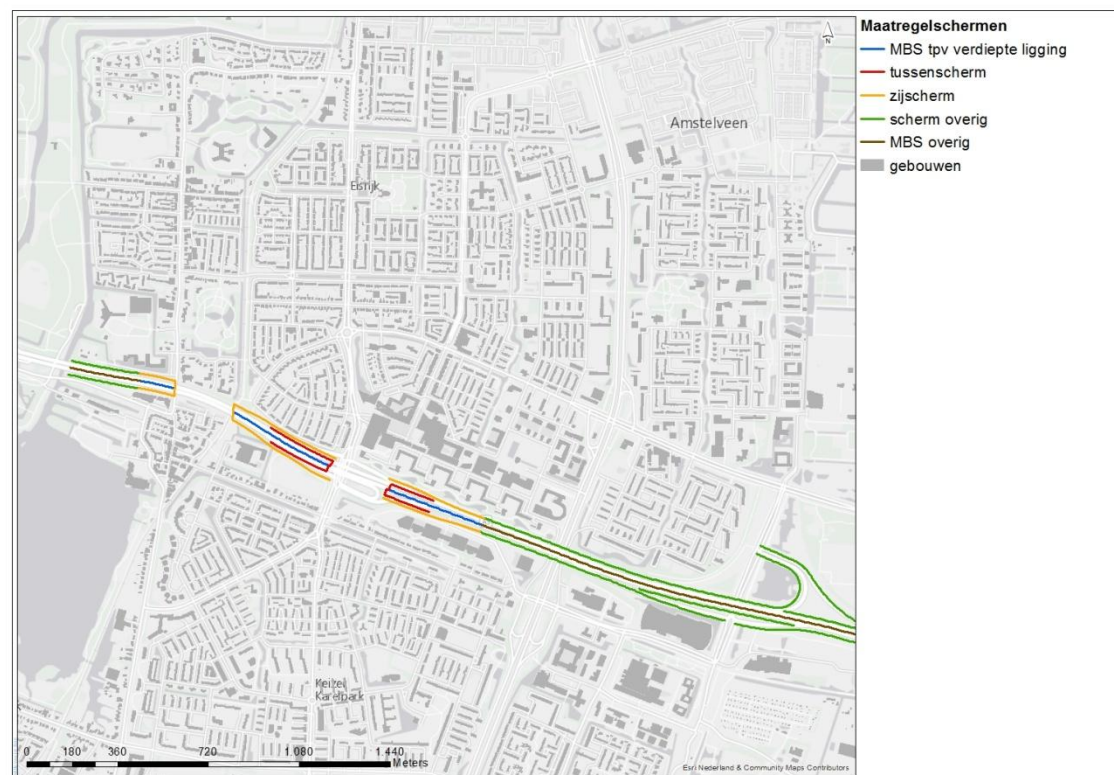 Maatregelschermen
MBS tpv verdiepte ligging
tussenscherm
zijscherm
scherm overig
MBS overig
gebouwen
N
Amstelveen
Elsrijk
Keizer
Karelpark
0 180 360 720 1.080 1.440
Meters
Esri Nederland & Community Maps Contributors